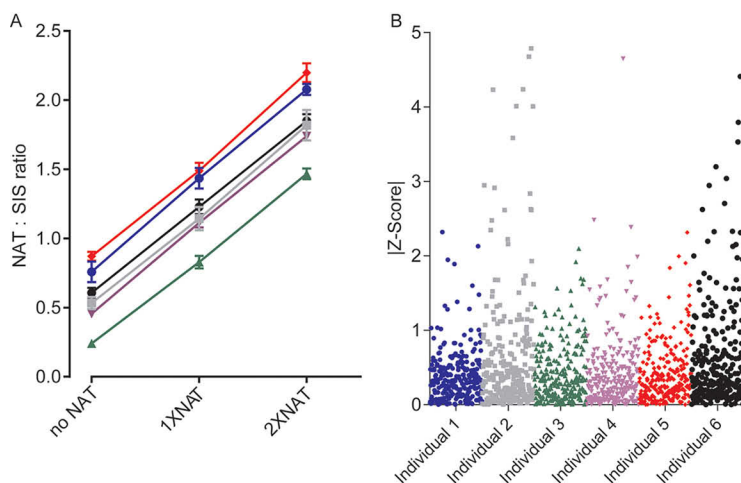 A
NAT : SIS ratio
2.5
2.0
1.5
1.0
0.5
0.0
no NAT
1XNAT
2XNAT
B
|Z-Score|
5
4
3
2
1
0
Individual 1
Individual 2
Individual 3
Individual 4
Individual 5
Individual 6